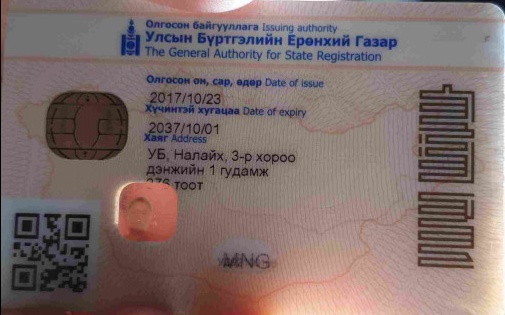 Олгосон байгууллага Issuing authority
Улсын Бүртгэлийн Ерөнхий Газар
The General Authority for State Registration
Олгосон он, сар, өдөр Date of issue
2017/10/23
Хүчинтэй хугацаа Date of expiry
2037/10/01
Хаяг Address
УБ, Налайх, 3-р хороо
дэнжийн 1 гудамж
276 тоот
MNG